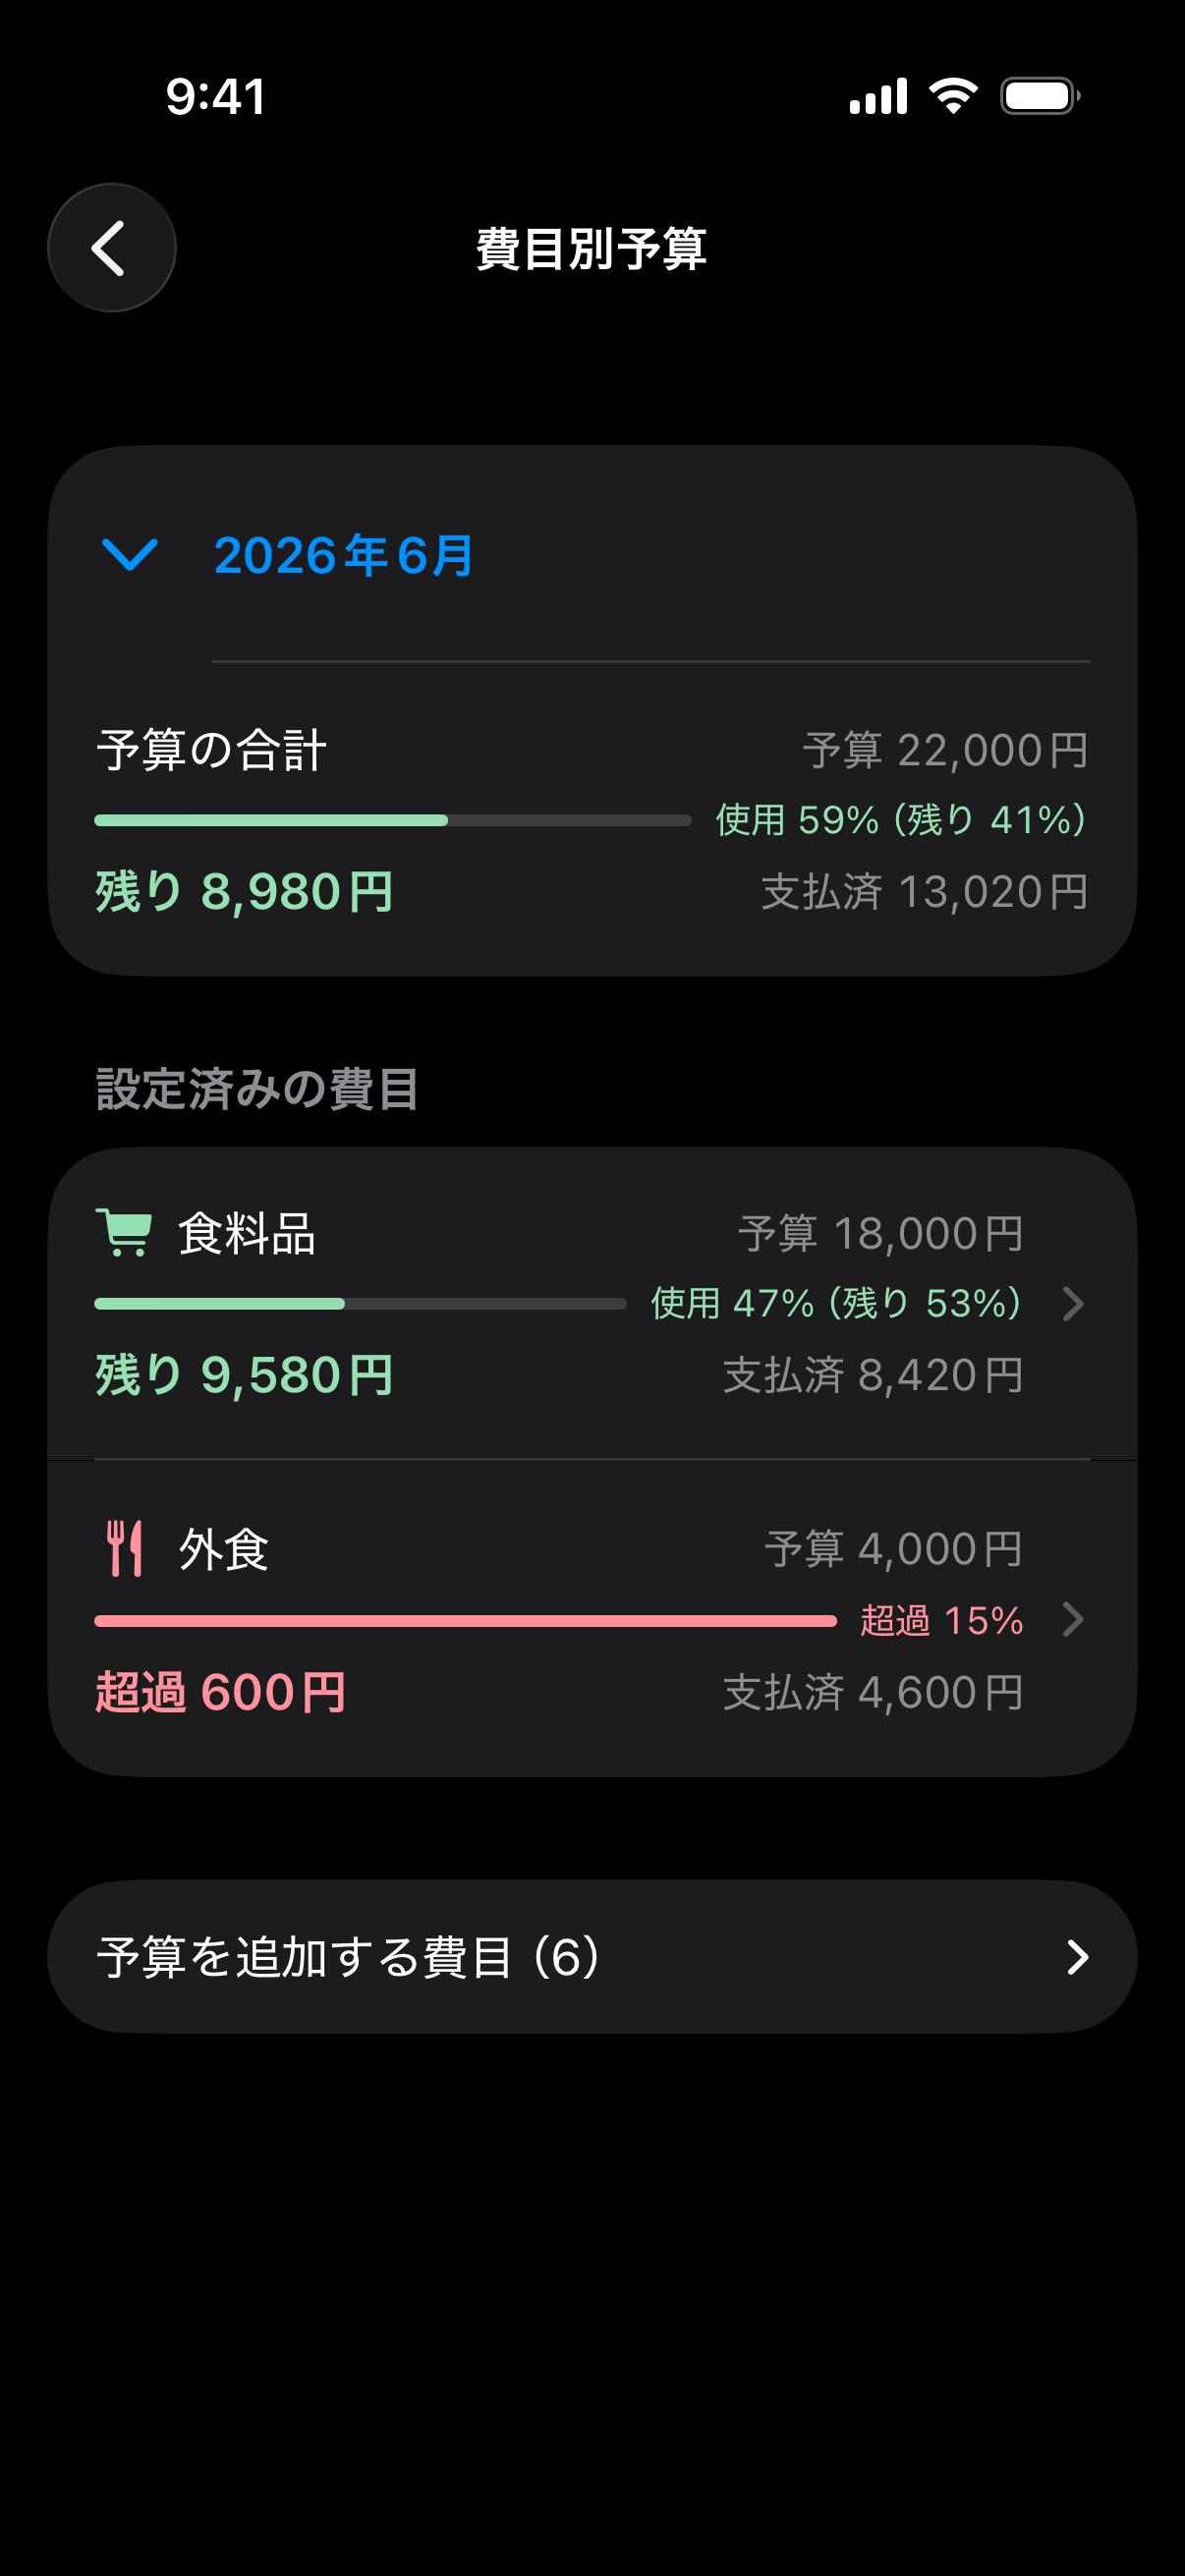 9:41
費目別予算
2026年6月
予算の合計 予算 22,000円
使用 59%（残り 41%）
残り 8,980円 支払済 13,020円
設定済みの費目
食料品 予算 18,000円
使用 47%（残り 53%）
残り 9,580円 支払済 8,420円
外食 予算 4,000円
超過 15%
超過 600円 支払済 4,600円
予算を追加する費目（6）